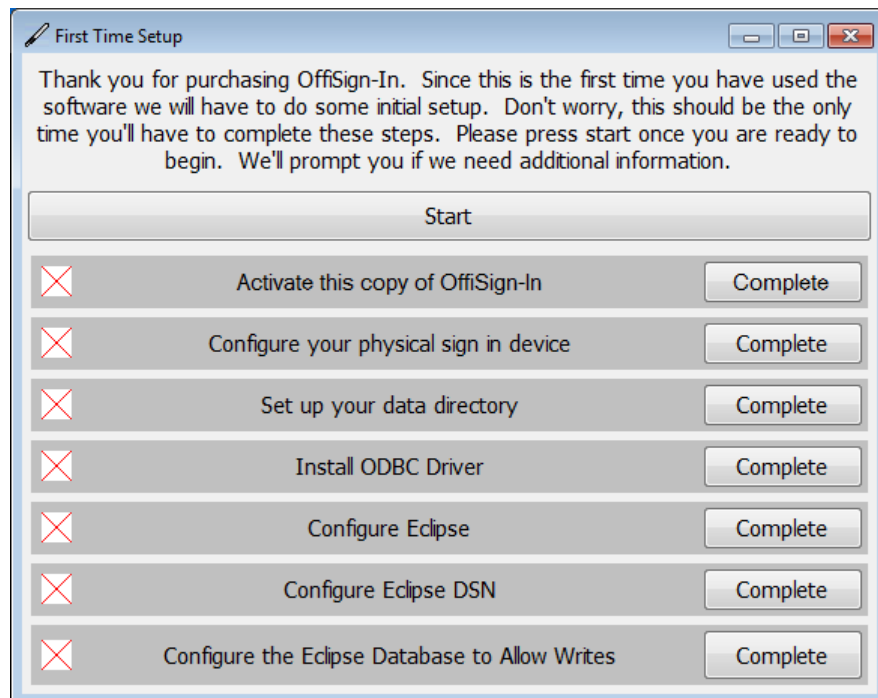 First Time Setup
Thank you for purchasing OffiSign-In.  Since this is the first time you have used the
software we will have to do some initial setup.  Don't worry, this should be the only
time you'll have to complete these steps.  Please press start once you are ready to
begin.  We'll prompt you if we need additional information.
Start
Activate this copy of OffiSign-In Complete
Configure your physical sign in device Complete
Set up your data directory Complete
Install ODBC Driver Complete
Configure Eclipse Complete
Configure Eclipse DSN Complete
Configure the Eclipse Database to Allow Writes Complete